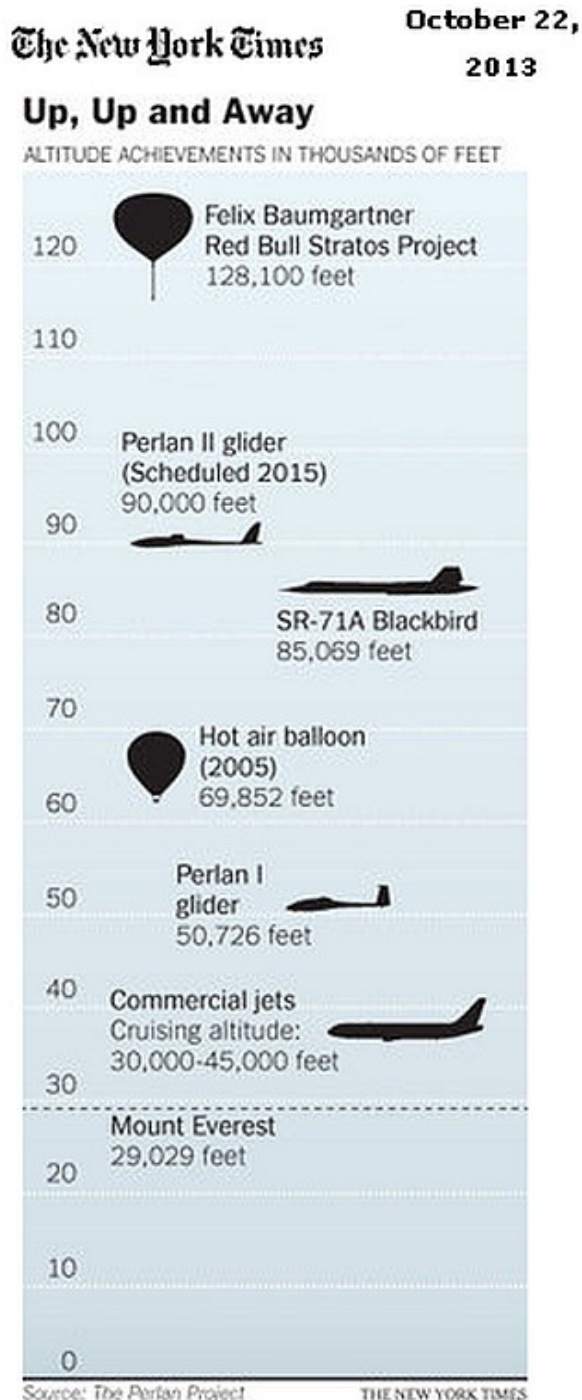 The New York Times
October 22,
2013
Up, Up and Away
ALTITUDE ACHIEVEMENTS IN THOUSANDS OF FEET
Felix Baumgartner
Red Bull Stratos Project
128,100 feet
120
110
100
Perlan II glider
(Scheduled 2015)
90,000 feet
90
SR-71A Blackbird
85,069 feet
80
70
Hot air balloon
(2005)
69,852 feet
60
Perlan I
glider
50,726 feet
50
40
Commercial jets
Cruising altitude:
30,000-45,000 feet
30
Mount Everest
29,029 feet
20
10
0
Source: The Perlan Project
THE NEW YORK TIMES